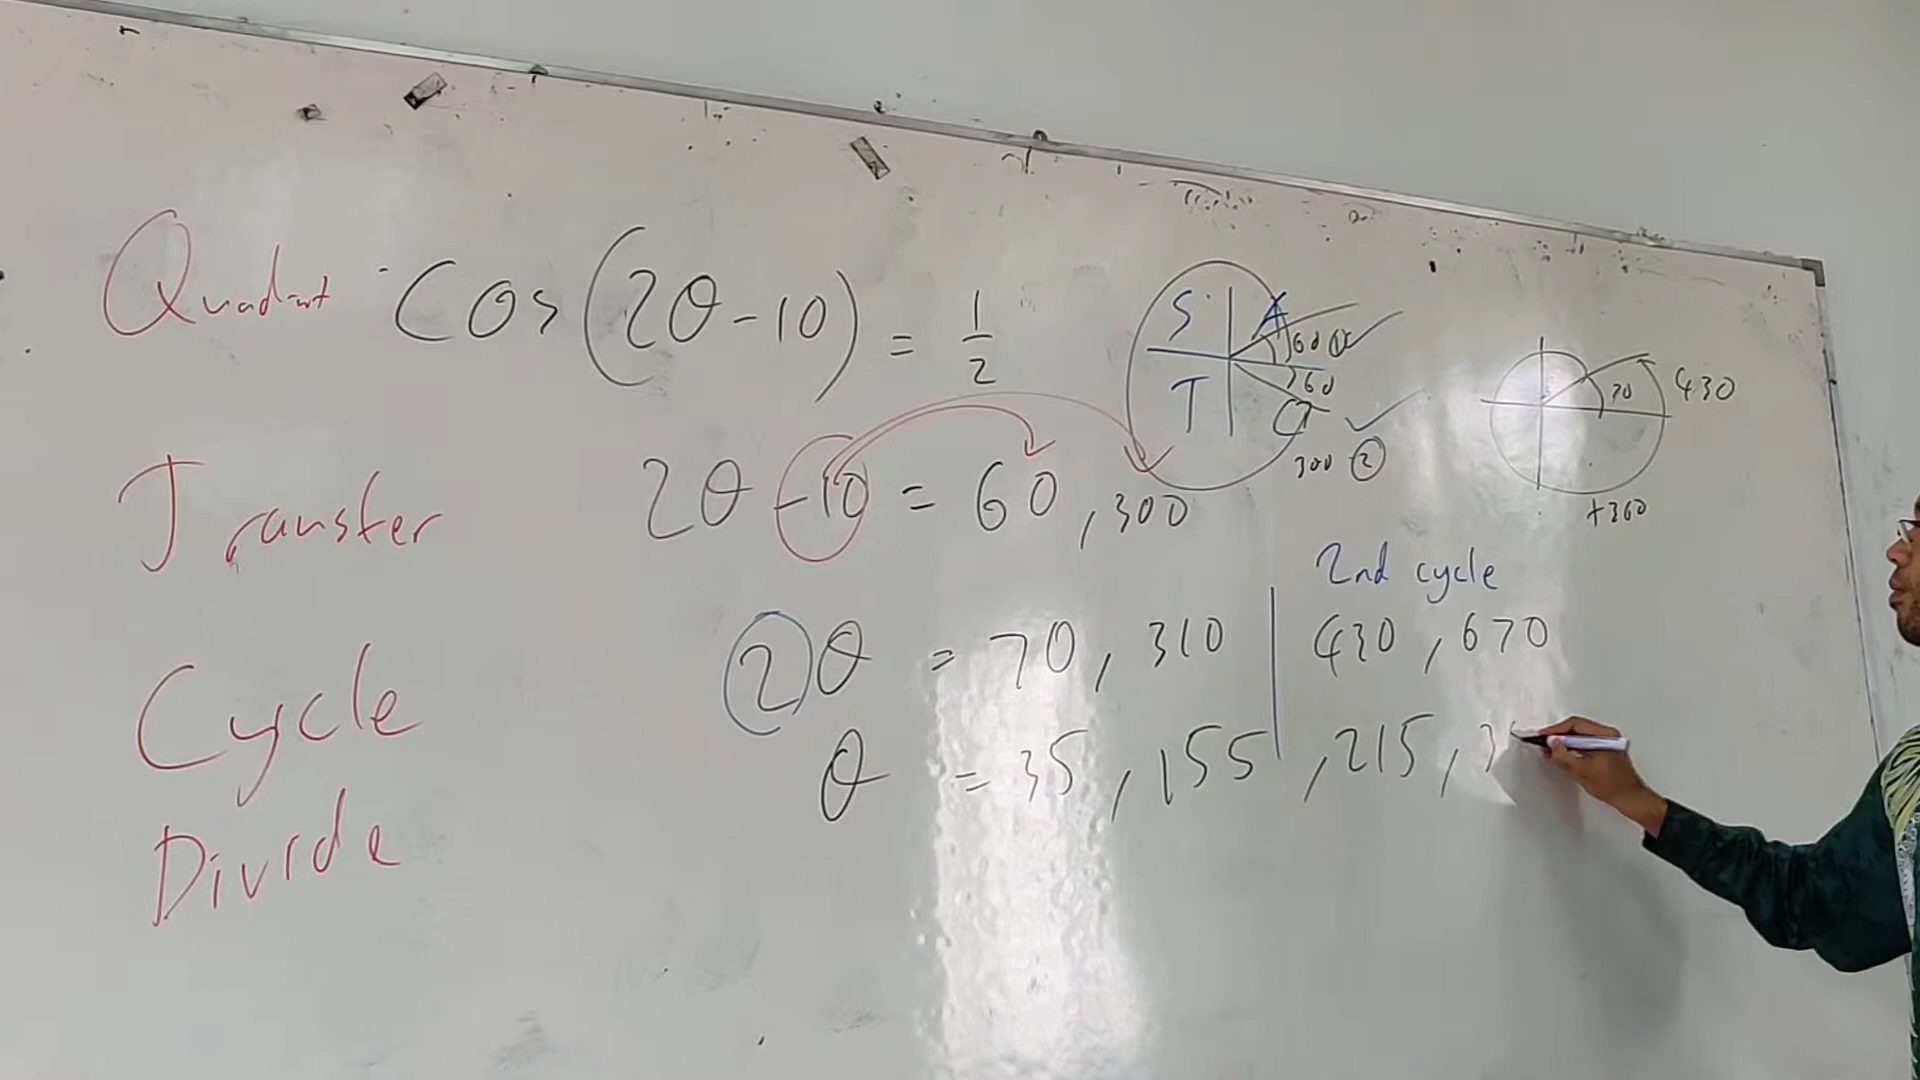 Quadrant cos(2θ-10) = 1/2
S A 60 ①
T C 360
300 ②
70 430
+360
Transfer 2θ -10 = 60, 300
2nd cycle
Cycle 2θ = 70, 310 | 430, 670
θ = 35, 155 | , 215, 3
Divide